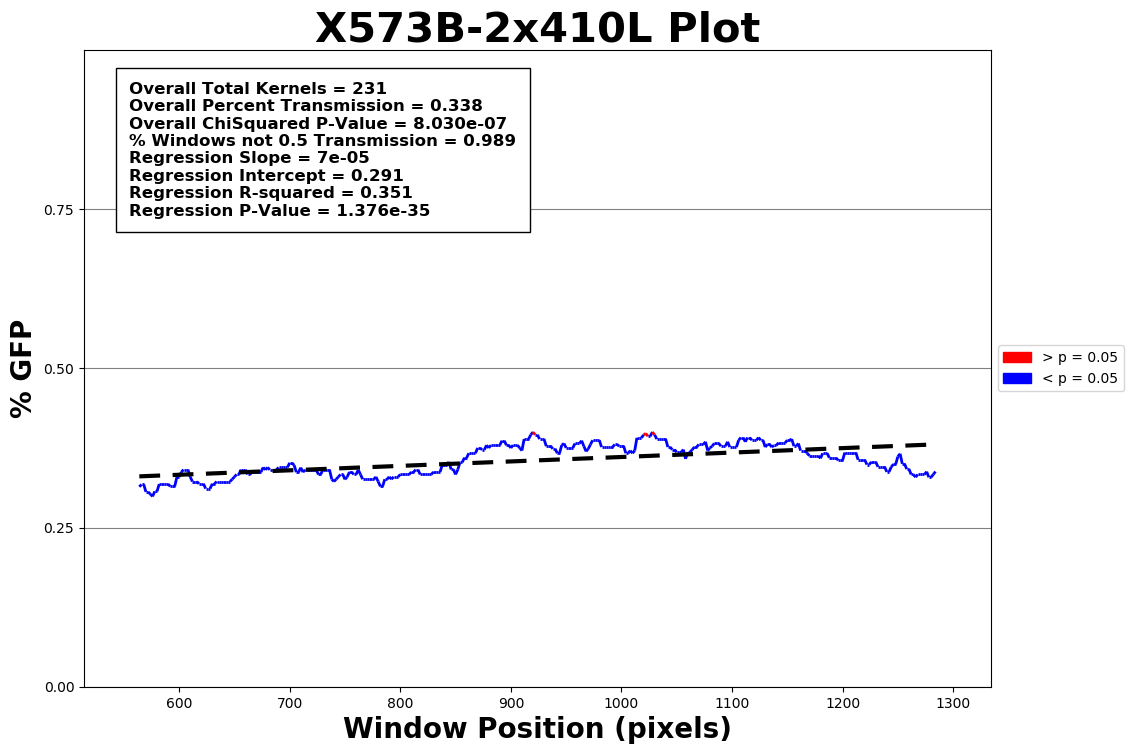 X573B-2x410L Plot
Overall Total Kernels = 231
Overall Percent Transmission = 0.338
Overall ChiSquared P-Value = 8.030e-07
% Windows not 0.5 Transmission = 0.989
Regression Slope = 7e-05
Regression Intercept = 0.291
Regression R-squared = 0.351
Regression P-Value = 1.376e-35
% GFP
0.75
0.50
0.25
0.00
600 700 800 900 1000 1100 1200 1300
Window Position (pixels)
> p = 0.05
< p = 0.05